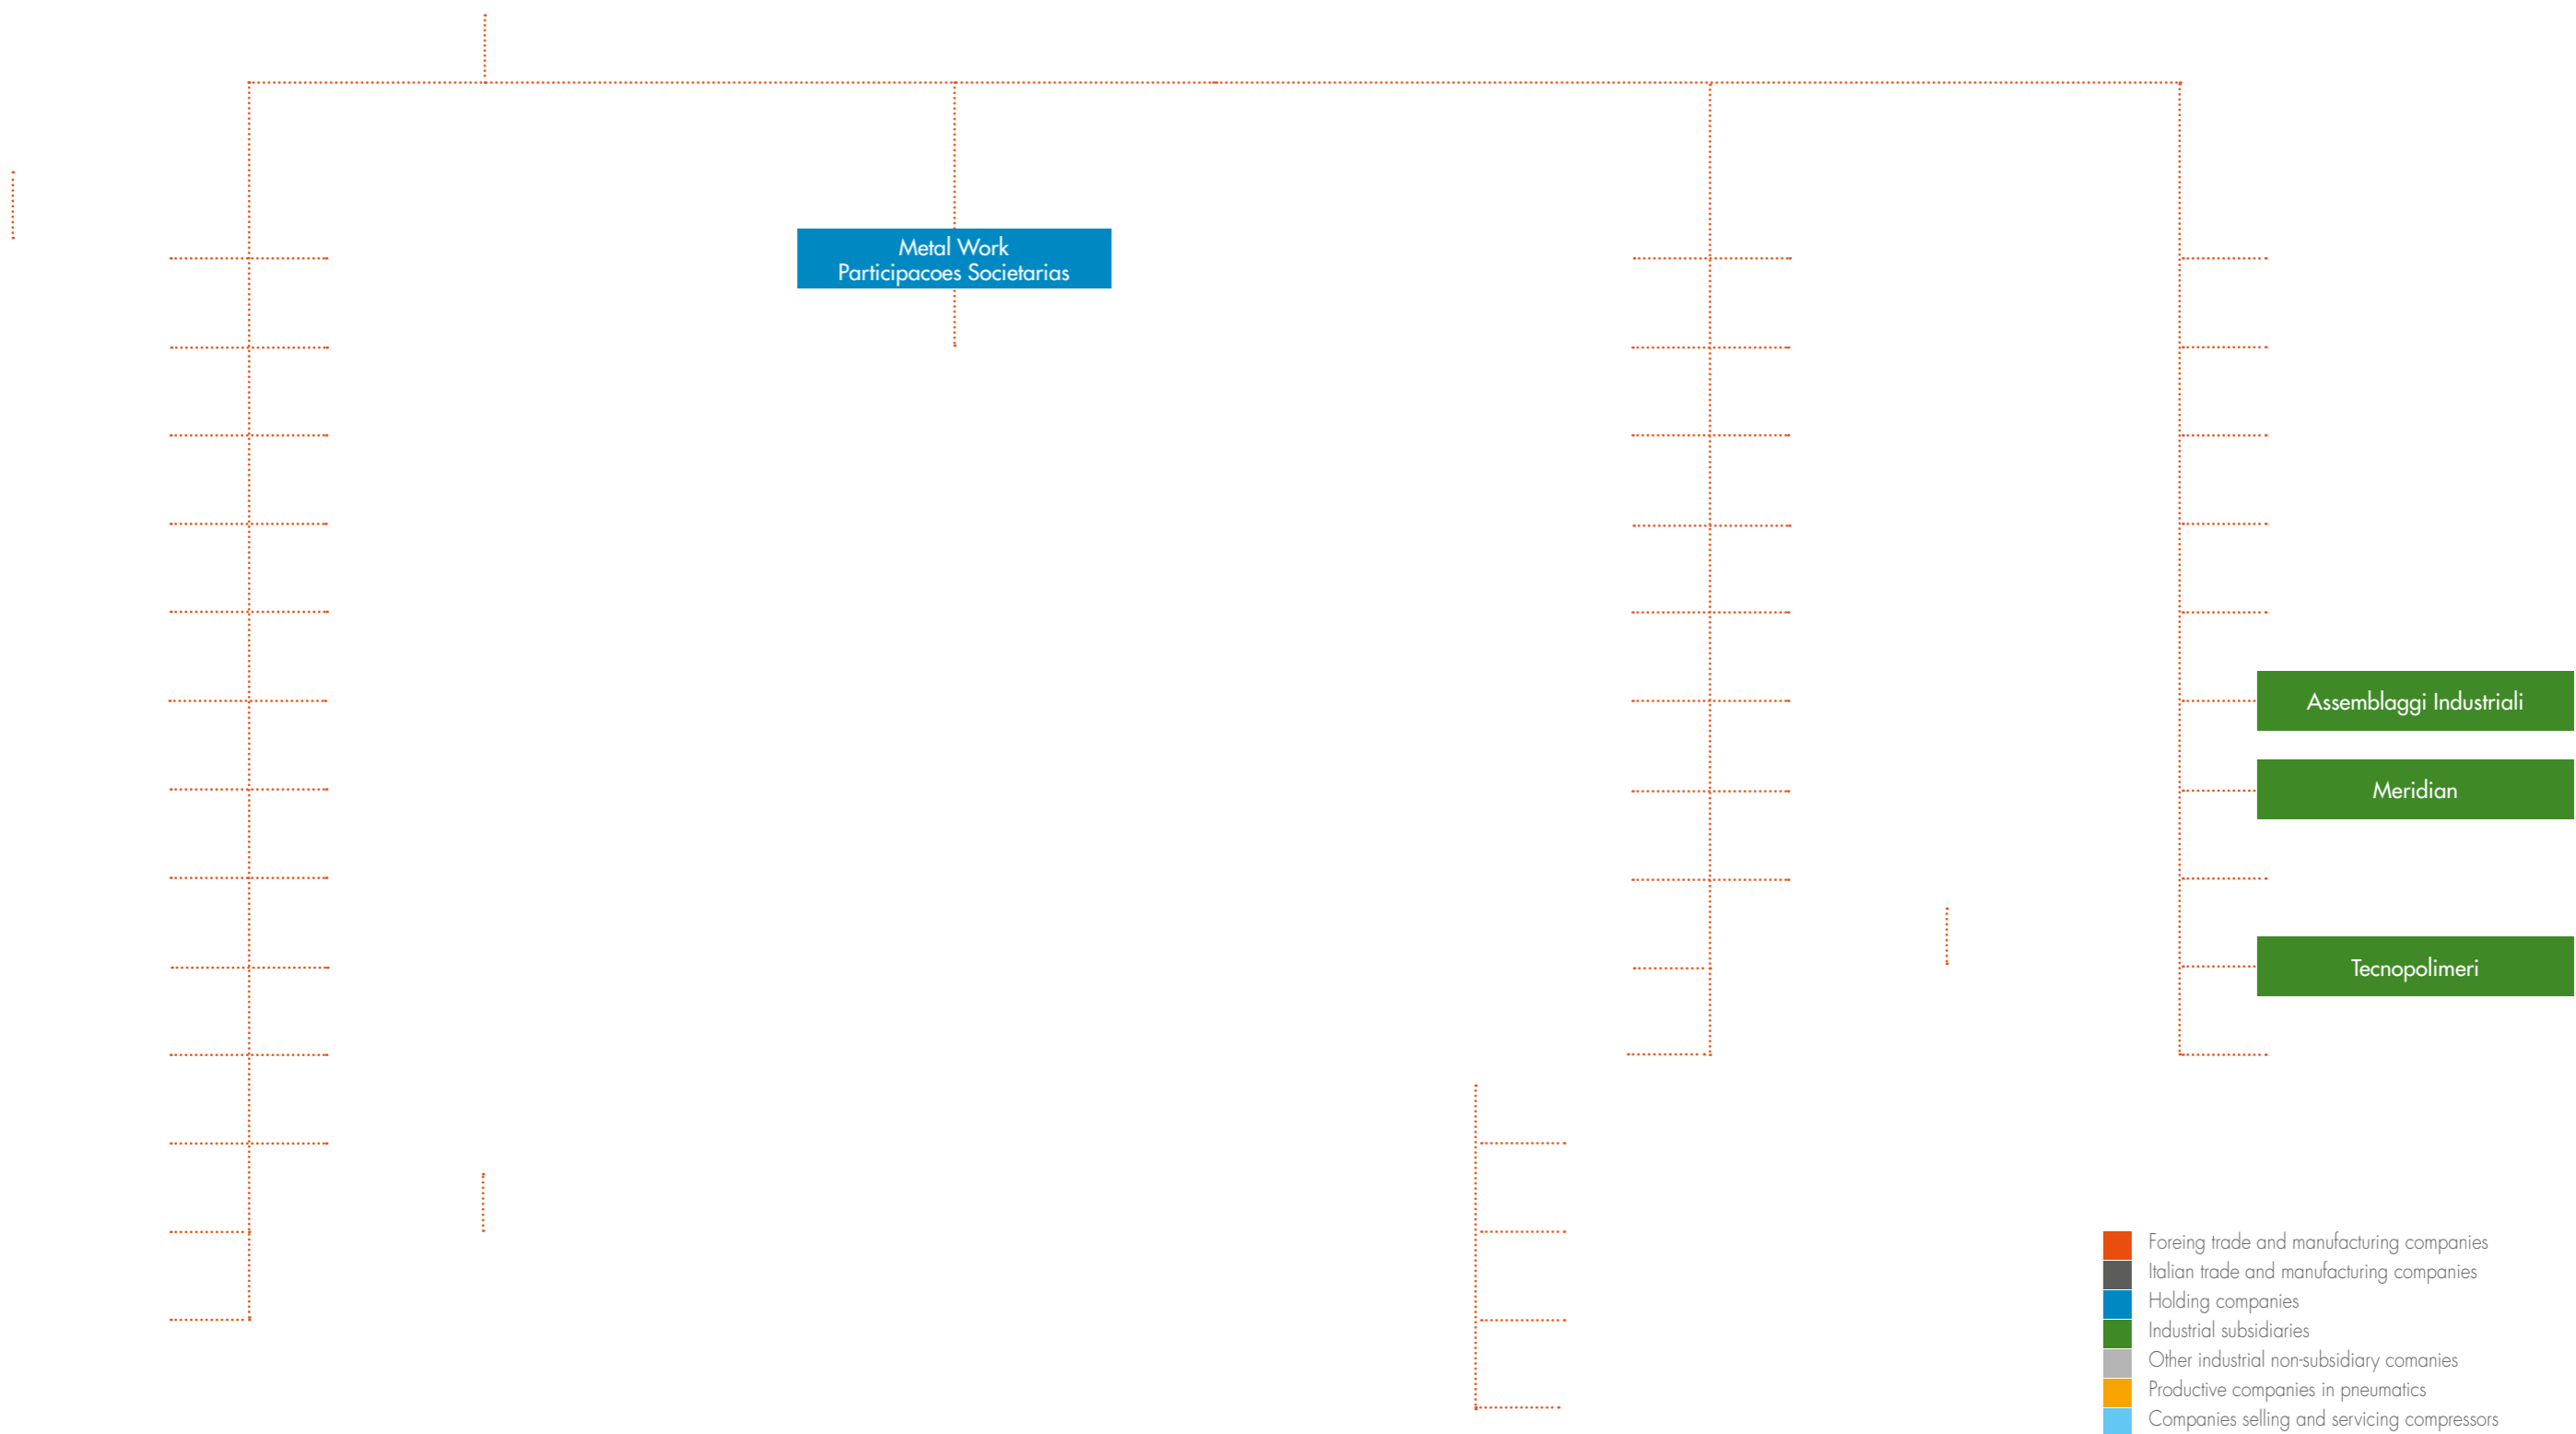 Metal Work
Participacoes Societarias
Assemblaggi Industriali
Meridian
Tecnopolimeri
Foreing trade and manufacturing companies
Italian trade and manufacturing companies
Holding companies
Industrial subsidiaries
Other industrial non-subsidiary comanies
Productive companies in pneumatics
Companies selling and servicing compressors